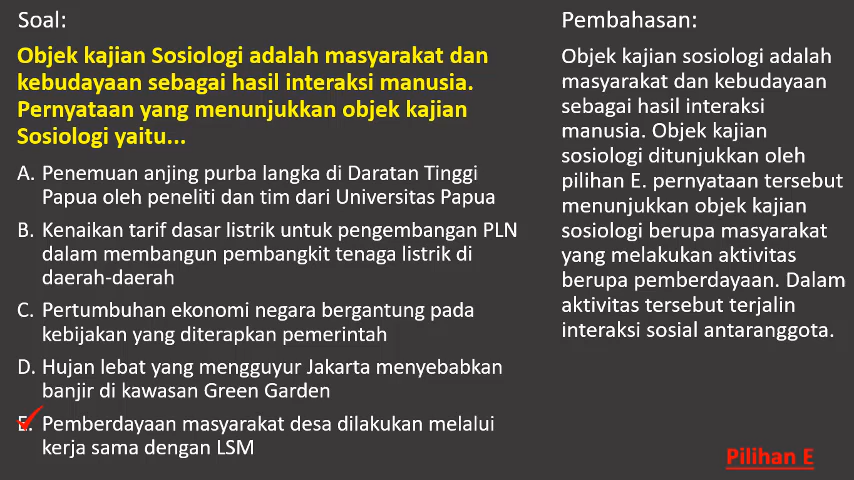 Soal:
Objek kajian Sosiologi adalah masyarakat dan
kebudayaan sebagai hasil interaksi manusia.
Pernyataan yang menunjukkan objek kajian
Sosiologi yaitu...
A. Penemuan anjing purba langka di Daratan Tinggi
Papua oleh peneliti dan tim dari Universitas Papua
B. Kenaikan tarif dasar listrik untuk pengembangan PLN
dalam membangun pembangkit tenaga listrik di
daerah-daerah
C. Pertumbuhan ekonomi negara bergantung pada
kebijakan yang diterapkan pemerintah
D. Hujan lebat yang mengguyur Jakarta menyebabkan
banjir di kawasan Green Garden
E. Pemberdayaan masyarakat desa dilakukan melalui
kerja sama dengan LSM
Pembahasan:
Objek kajian sosiologi adalah
masyarakat dan kebudayaan
sebagai hasil interaksi
manusia. Objek kajian
sosiologi ditunjukkan oleh
pilihan E. pernyataan tersebut
menunjukkan objek kajian
sosiologi berupa masyarakat
yang melakukan aktivitas
berupa pemberdayaan. Dalam
aktivitas tersebut terjalin
interaksi sosial antaranggota.
Pilihan E